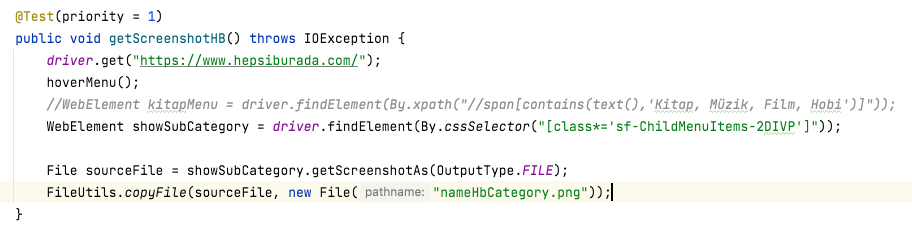 @Test(priority = 1)
public void getScreenshotHB() throws IOException {
driver.get("https://www.hepsiburada.com/");
hoverMenu();
//WebElement kitapMenu = driver.findElement(By.xpath("//span[contains(text(),'Kitap, Müzik, Film, Hobi')]"));
WebElement showSubCategory = driver.findElement(By.cssSelector("[class*='sf-ChildMenuItems-2DIVP']"));
File sourceFile = showSubCategory.getScreenshotAs(OutputType.FILE);
FileUtils.copyFile(sourceFile, new File( pathname: "nameHbCategory.png"));
}